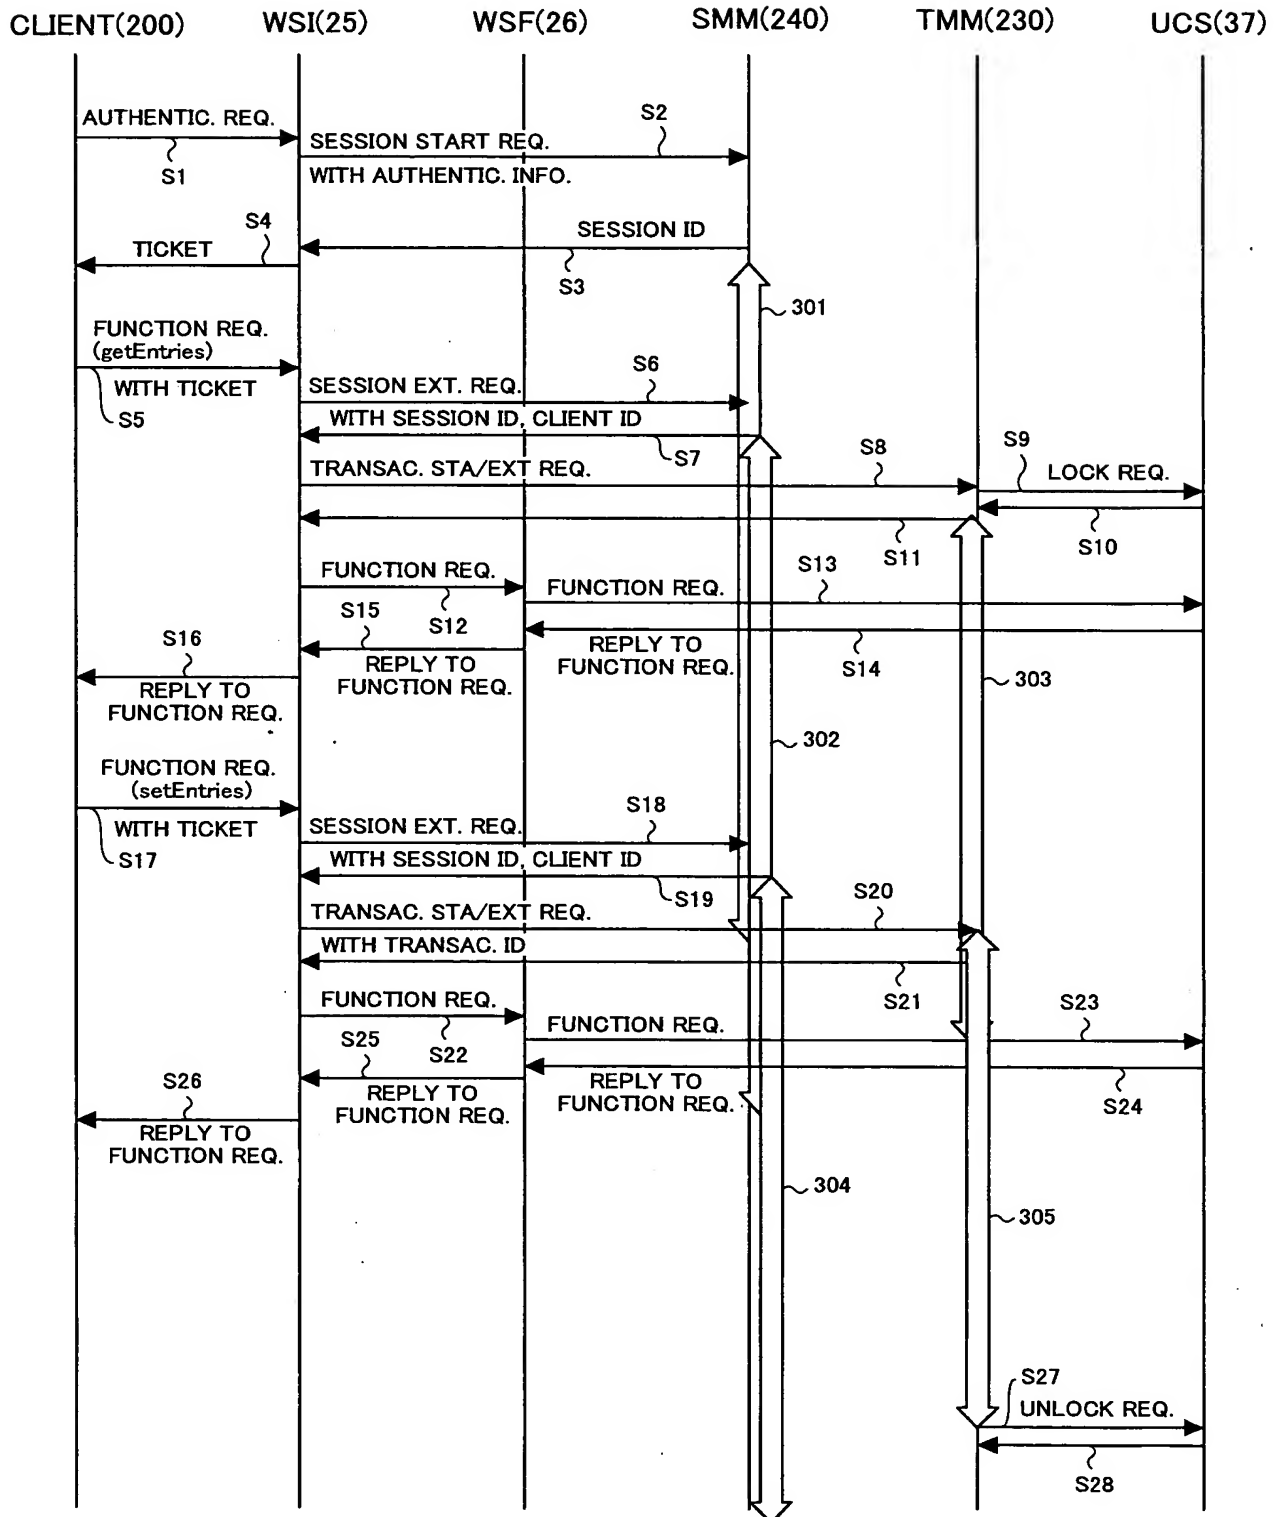 CLIENT(200) WSI(25) WSF(26) SMM(240) TMM(230) UCS(37)
AUTHENTIC. REQ.
S1
S2
SESSION START REQ.
WITH AUTHENTIC. INFO.
S4
TICKET
SESSION ID
S3
301
FUNCTION REQ.
(getEntries)
WITH TICKET
S5
S6
SESSION EXT. REQ.
WITH SESSION ID, CLIENT ID
S7
S8
TRANSAC. STA/EXT REQ.
S9
LOCK REQ.
S10
S11
FUNCTION REQ.
S12
S13
FUNCTION REQ.
S15
S16
REPLY TO
FUNCTION REQ.
S14
REPLY TO
FUNCTION REQ.
REPLY TO
FUNCTION REQ.
303
302
FUNCTION REQ.
(setEntries)
WITH TICKET
S17
S18
SESSION EXT. REQ.
WITH SESSION ID, CLIENT ID
S19
S20
TRANSAC. STA/EXT REQ.
WITH TRANSAC. ID
S21
FUNCTION REQ.
S22
S23
FUNCTION REQ.
S25
S26
REPLY TO
FUNCTION REQ.
S24
REPLY TO
FUNCTION REQ.
REPLY TO
FUNCTION REQ.
304
305
S27
UNLOCK REQ.
S28